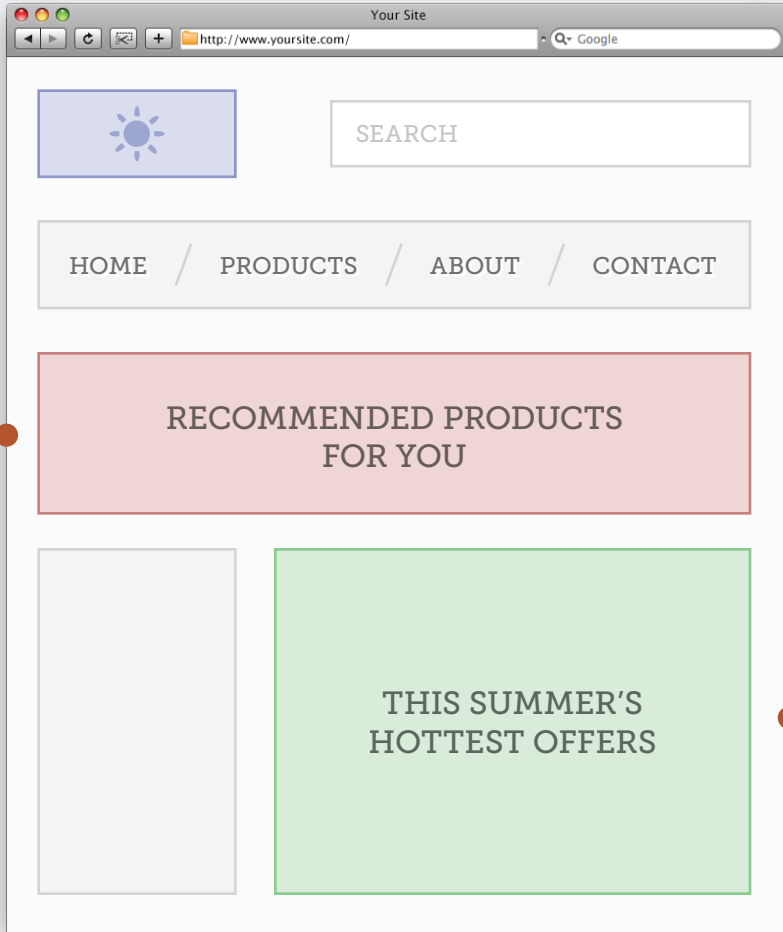 Your Site
http://www.yoursite.com/
Google
SEARCH
HOME / PRODUCTS / ABOUT / CONTACT
RECOMMENDED PRODUCTS
FOR YOU
THIS SUMMER'S
HOTTEST OFFERS